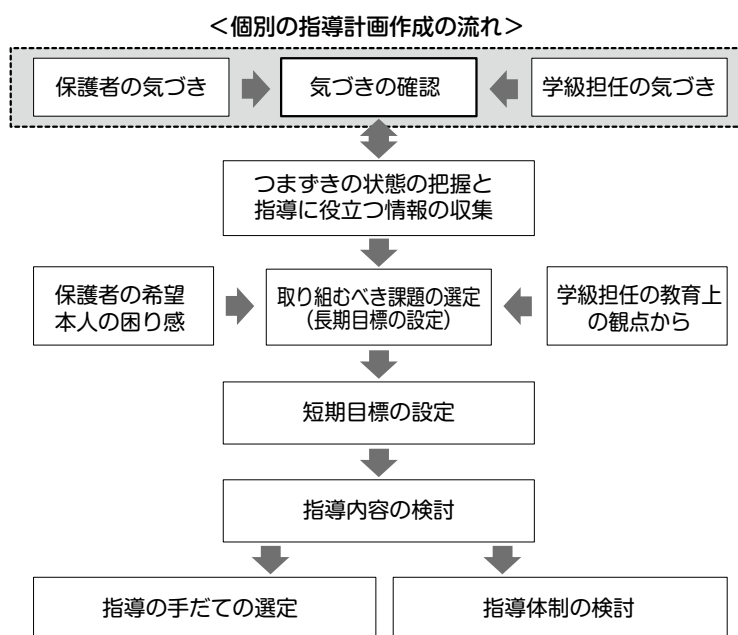 <個別の指導計画作成の流れ>
保護者の気づき
気づきの確認
学級担任の気づき
つまずきの状態の把握と
指導に役立つ情報の収集
保護者の希望
本人の困り感
取り組むべき課題の選定
(長期目標の設定)
学級担任の教育上
の観点から
短期目標の設定
指導内容の検討
指導の手だての選定
指導体制の検討